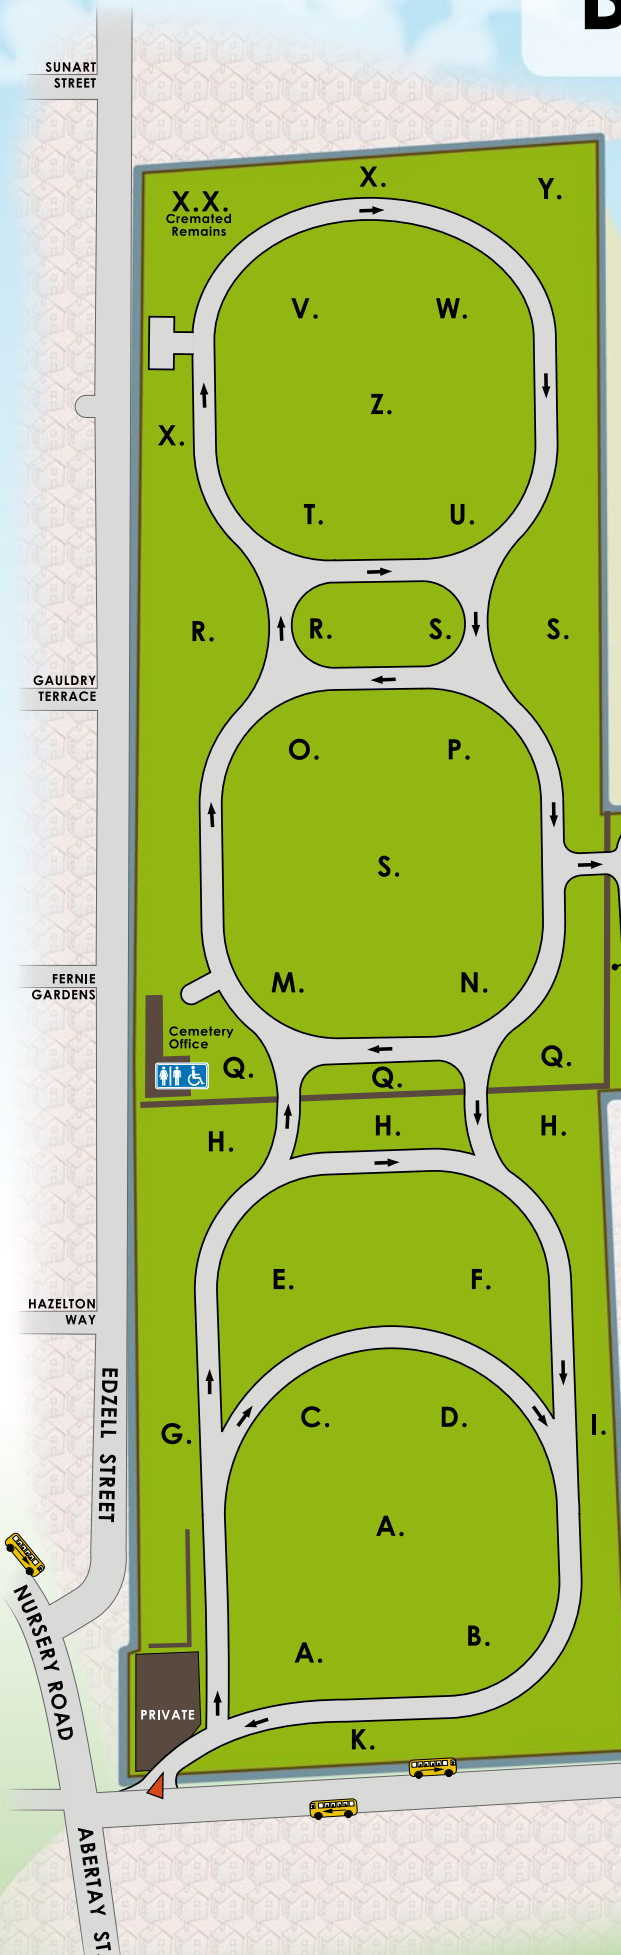 SUNART
STREET
X.
Y.
X.X.
Cremated
Remains
V.
W.
Z.
X.
T.
U.
R.
R.
S.
S.
GAULDRY
TERRACE
O.
P.
S.
FERNIE
GARDENS
M.
N.
Cemetery
Office
Q.
Q.
Q.
H.
H.
H.
E.
F.
HAZELTON
WAY
EDZELL STREET
C.
D.
G.
I.
A.
NURSERY ROAD
A.
B.
PRIVATE
K.
ABERTAY ST.